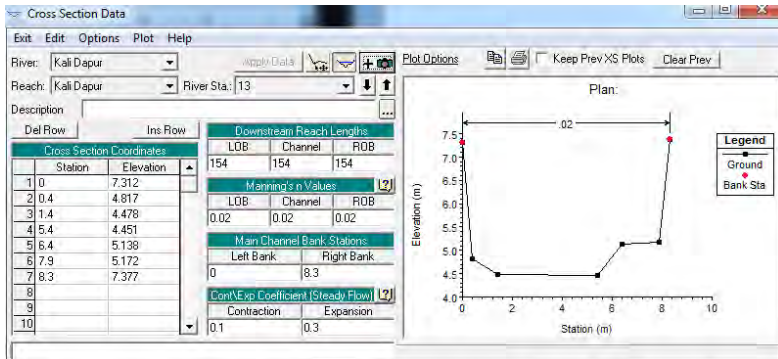 Cross Section Data
Exit Edit Options Plot Help
River: Kali Dapur Apply Data Plot Options Keep Prev XS Plots Clear Prev
Reach: Kali Dapur River Sta.: 13
Description ...
Del Row Ins Row
Cross Section Coordinates
Station Elevation
1 0 7.312
2 0.4 4.817
3 1.4 4.478
4 5.4 4.451
5 6.4 5.138
6 7.9 5.172
7 8.3 7.377
8
9
10
Downstream Reach Lengths
LOB Channel ROB
154 154 154
Manning's n Values ?
LOB Channel ROB
0.02 0.02 0.02
Main Channel Bank Stations
Left Bank Right Bank
0 8.3
Cont\Exp Coefficient (Steady Flow) ?
Contraction Expansion
0.1 0.3
Plan:
.02
7.5
7.0
6.5
6.0
5.5
5.0
4.5
4.0
0 2 4 6 8 10
Elevation (m)
Station (m)
Legend
Ground
Bank Sta